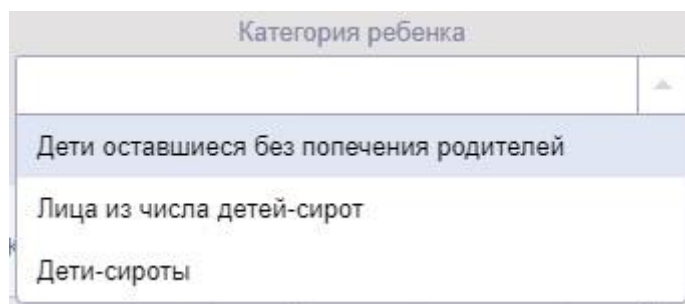 Категория ребенка
Дети оставшиеся без попечения родителей
Лица из числа детей-сирот
Дети-сироты